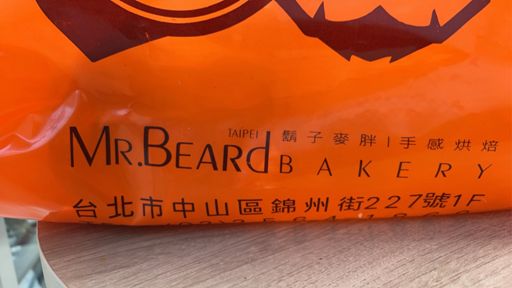 TAIPEI 鬍子麥胖|手感烘焙
MR.BEARd BAKERY
台北市中山區錦州街227號1F